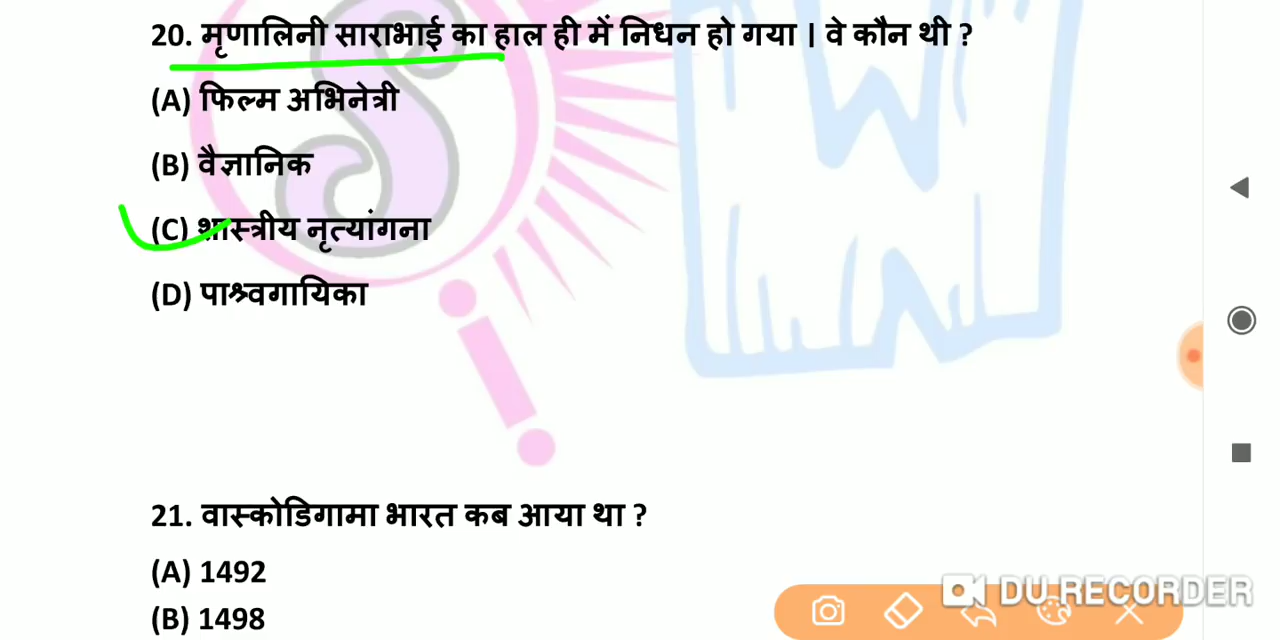 20. मृणालिनी साराभाई का हाल ही में निधन हो गया । वे कौन थी ?
(A) फिल्म अभिनेत्री
(B) वैज्ञानिक
(C) शास्त्रीय नृत्यांगना
(D) पाश्र्वगायिका
21. वास्कोडिगामा भारत कब आया था ?
(A) 1492
(B) 1498
DU RECORDER